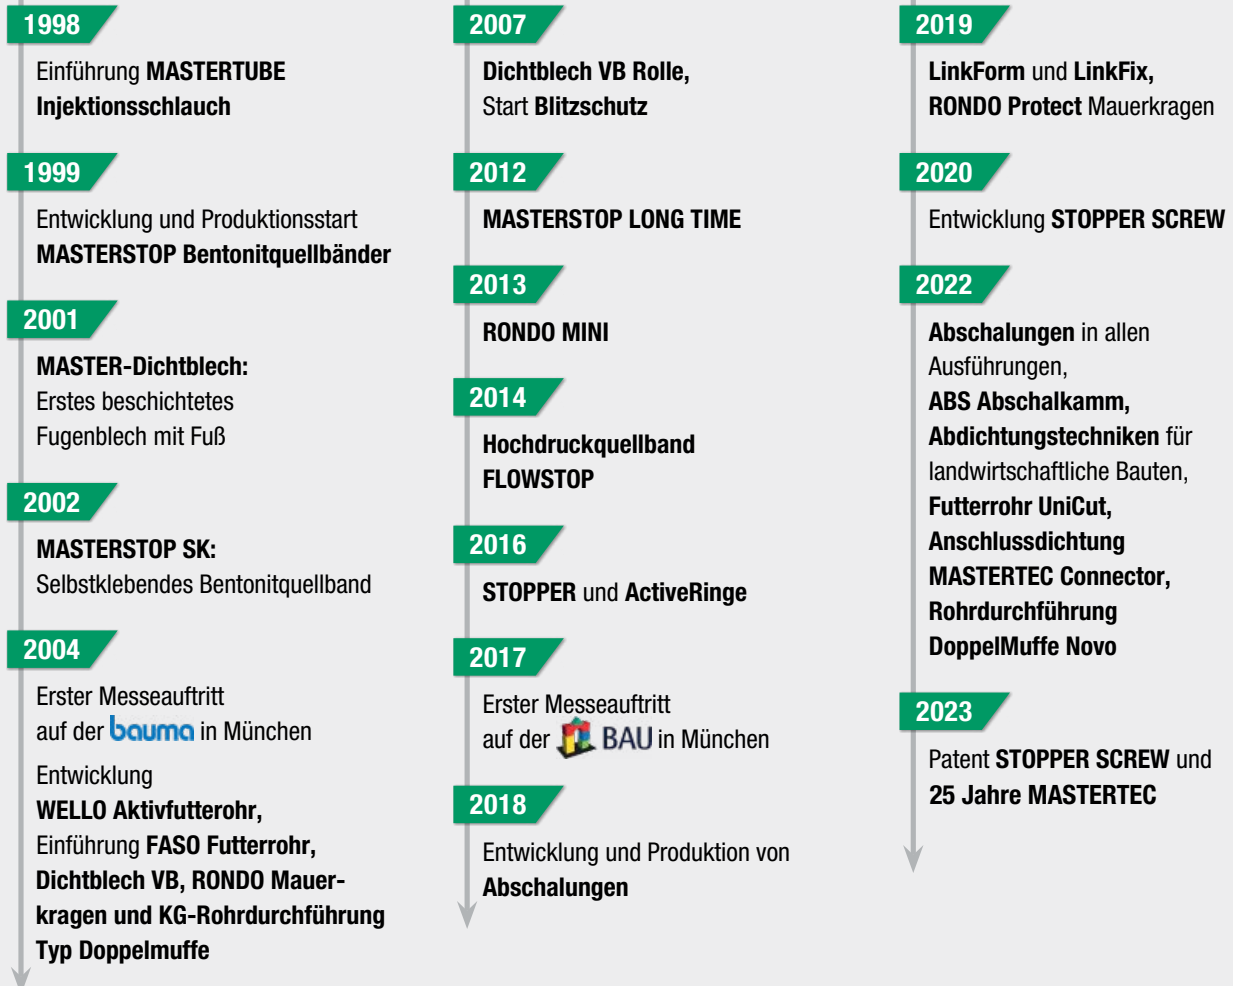 1998
Einführung MASTERTUBE
Injektionsschlauch
1999
Entwicklung und Produktionsstart
MASTERSTOP Bentonitquellbänder
2001
MASTER-Dichtblech:
Erstes beschichtetes
Fugenblech mit Fuß
2002
MASTERSTOP SK:
Selbstklebendes Bentonitquellband
2004
Erster Messeauftritt
auf der bauma in München
Entwicklung
WELLO Aktivfutterohr,
Einführung FASO Futterrohr,
Dichtblech VB, RONDO Mauer-
kragen und KG-Rohrdurchführung
Typ Doppelmuffe
2007
Dichtblech VB Rolle,
Start Blitzschutz
2012
MASTERSTOP LONG TIME
2013
RONDO MINI
2014
Hochdruckquellband
FLOWSTOP
2016
STOPPER und ActiveRinge
2017
Erster Messeauftritt
auf der BAU in München
2018
Entwicklung und Produktion von
Abschalungen
2019
LinkForm und LinkFix,
RONDO Protect Mauerkragen
2020
Entwicklung STOPPER SCREW
2022
Abschalungen in allen
Ausführungen,
ABS Abschalkamm,
Abdichtungstechniken für
landwirtschaftliche Bauten,
Futterrohr UniCut,
Anschlussdichtung
MASTERTEC Connector,
Rohrdurchführung
DoppelMuffe Novo
2023
Patent STOPPER SCREW und
25 Jahre MASTERTEC